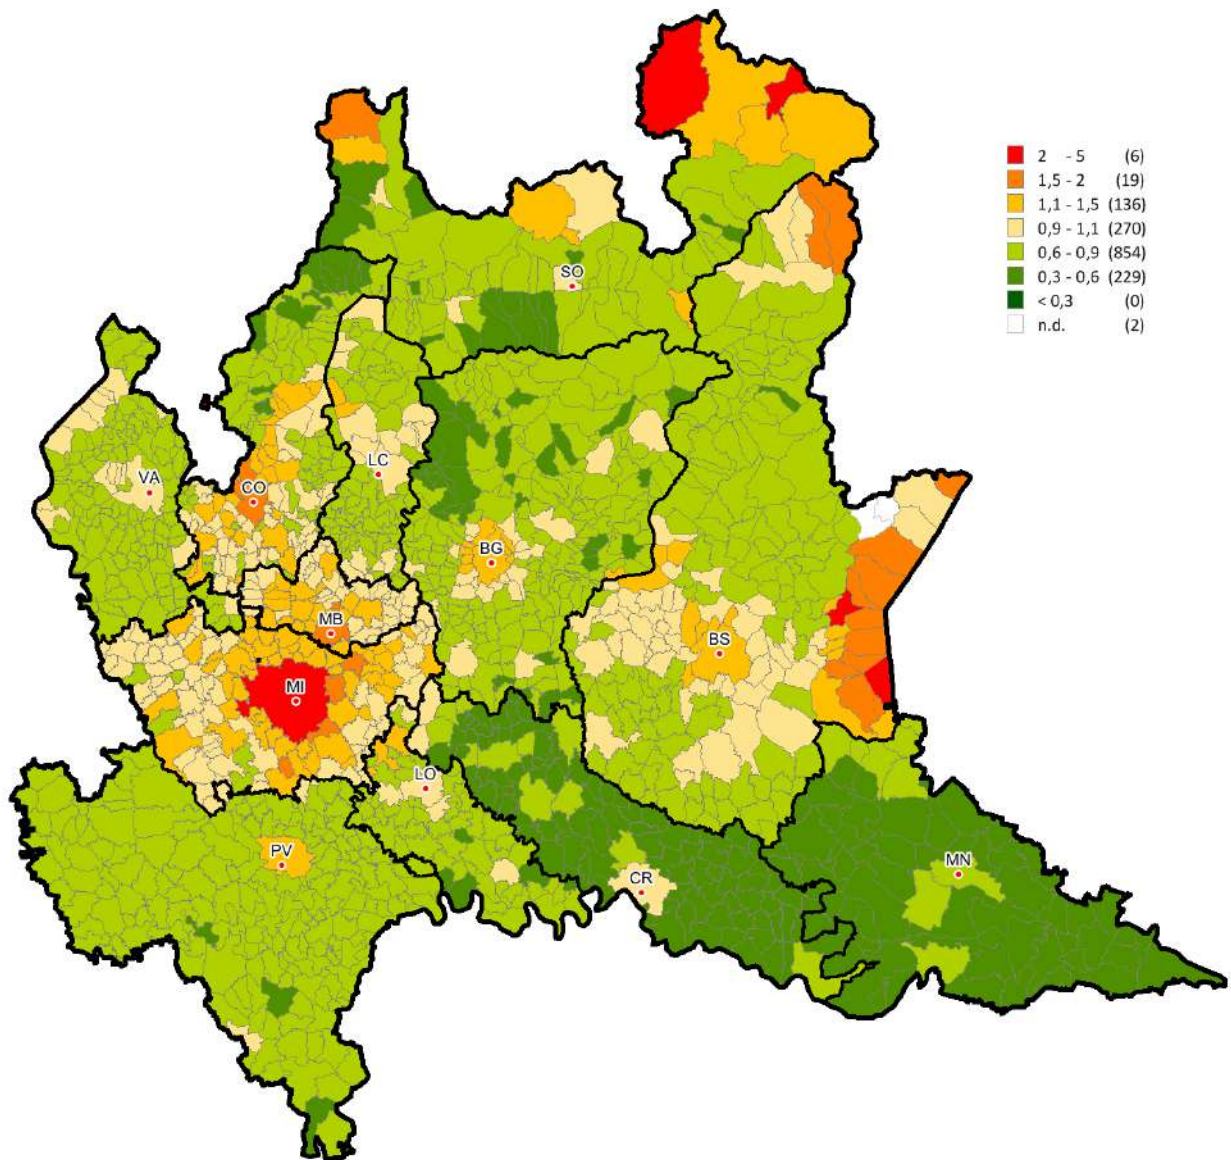 2 - 5 (6)
1,5 - 2 (19)
1,1 - 1,5 (136)
0,9 - 1,1 (270)
0,6 - 0,9 (854)
0,3 - 0,6 (229)
< 0,3 (0)
n.d. (2)
SO
LC
VA
CO
BG
MB
BS
MI
LO
PV
CR
MN